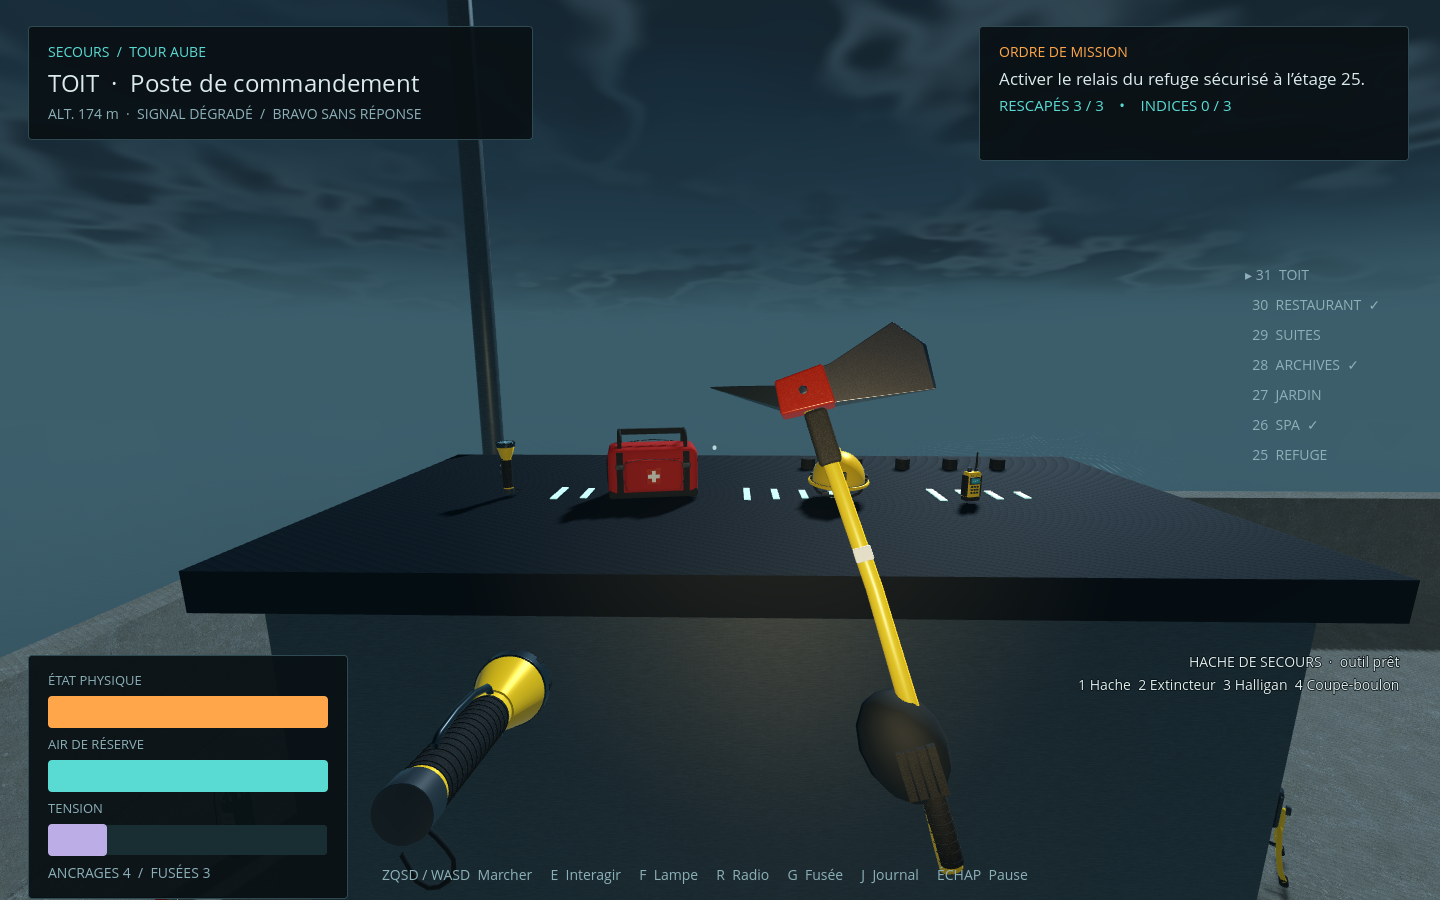 SECOURS / TOUR AUBE
TOIT · Poste de commandement
ALT. 174 m · SIGNAL DÉGRADÉ / BRAVO SANS RÉPONSE
ORDRE DE MISSION
Activer le relais du refuge sécurisé à l’étage 25.
RESCAPÉS 3 / 3 • INDICES 0 / 3
▸ 31 TOIT
30 RESTAURANT ✓
29 SUITES
28 ARCHIVES ✓
27 JARDIN
26 SPA ✓
25 REFUGE
HACHE DE SECOURS · outil prêt
1 Hache 2 Extincteur 3 Halligan 4 Coupe-boulon
ÉTAT PHYSIQUE
AIR DE RÉSERVE
TENSION
ANCRAGES 4 / FUSÉES 3
ZQSD / WASD Marcher E Interagir F Lampe R Radio G Fusée J Journal ÉCHAP Pause